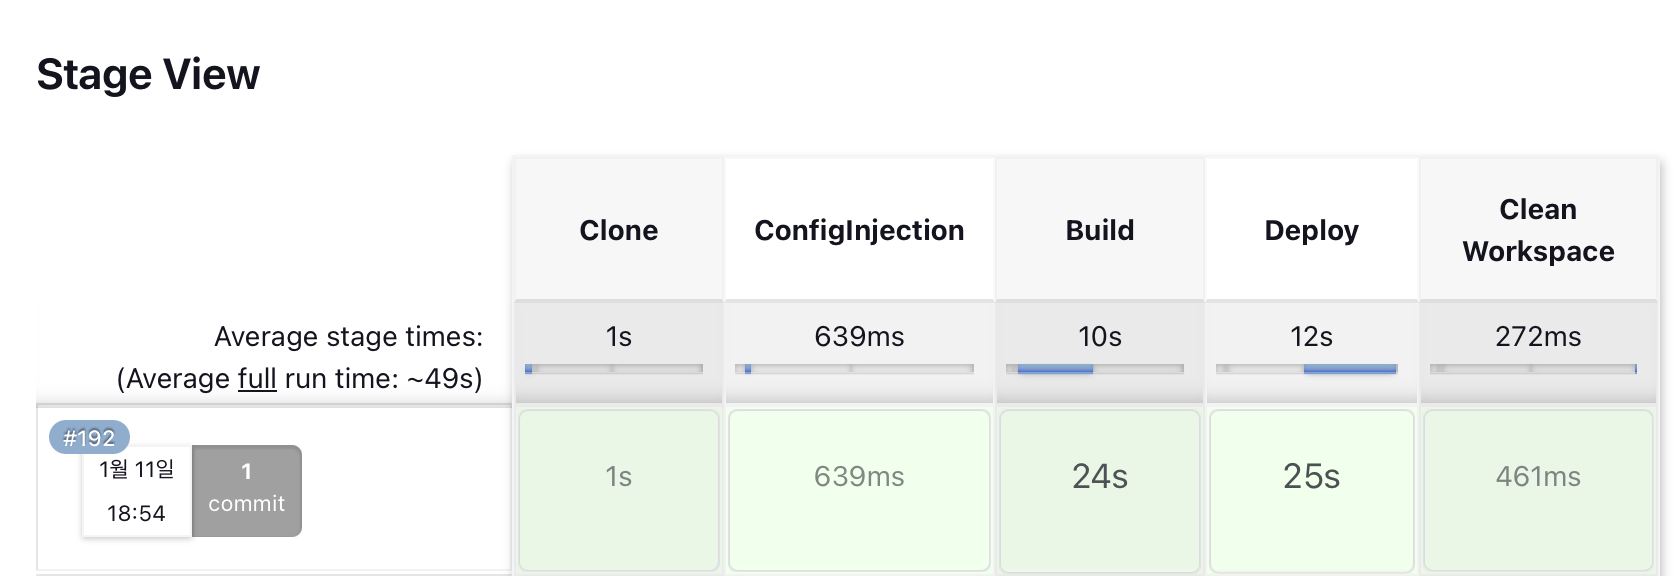 Stage View
Clone
ConfigInjection
Build
Deploy
Clean
Workspace
Average stage times:
(Average full run time: ~49s)
1s
639ms
10s
12s
272ms
#192
1월 11일
18:54
1
commit
1s
639ms
24s
25s
461ms